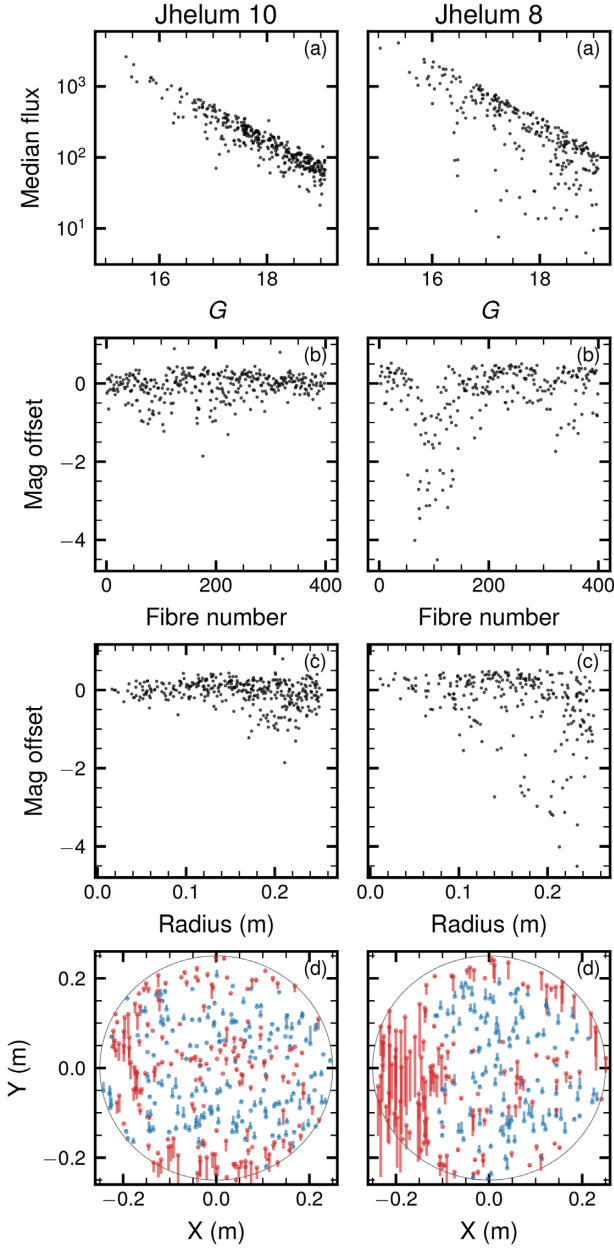 Jhelum 10 Jhelum 8
(a) (a)
10³
10²
10¹
Median flux
16 18 16 18
G G
(b) (b)
0
−2
−4
Mag offset
0 200 400 0 200 400
Fibre number Fibre number
(c) (c)
0
−2
−4
Mag offset
0.0 0.1 0.2 0.0 0.1 0.2
Radius (m) Radius (m)
(d) (d)
0.2
0.0
−0.2
Y (m)
−0.2 0.0 0.2 −0.2 0.0 0.2
X (m) X (m)